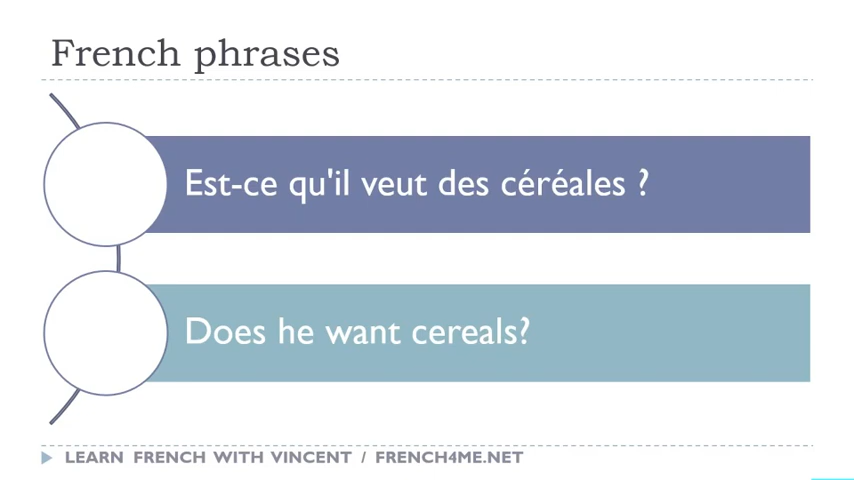 French phrases
Est-ce qu'il veut des céréales ?
Does he want cereals?
LEARN FRENCH WITH VINCENT / FRENCH4ME.NET